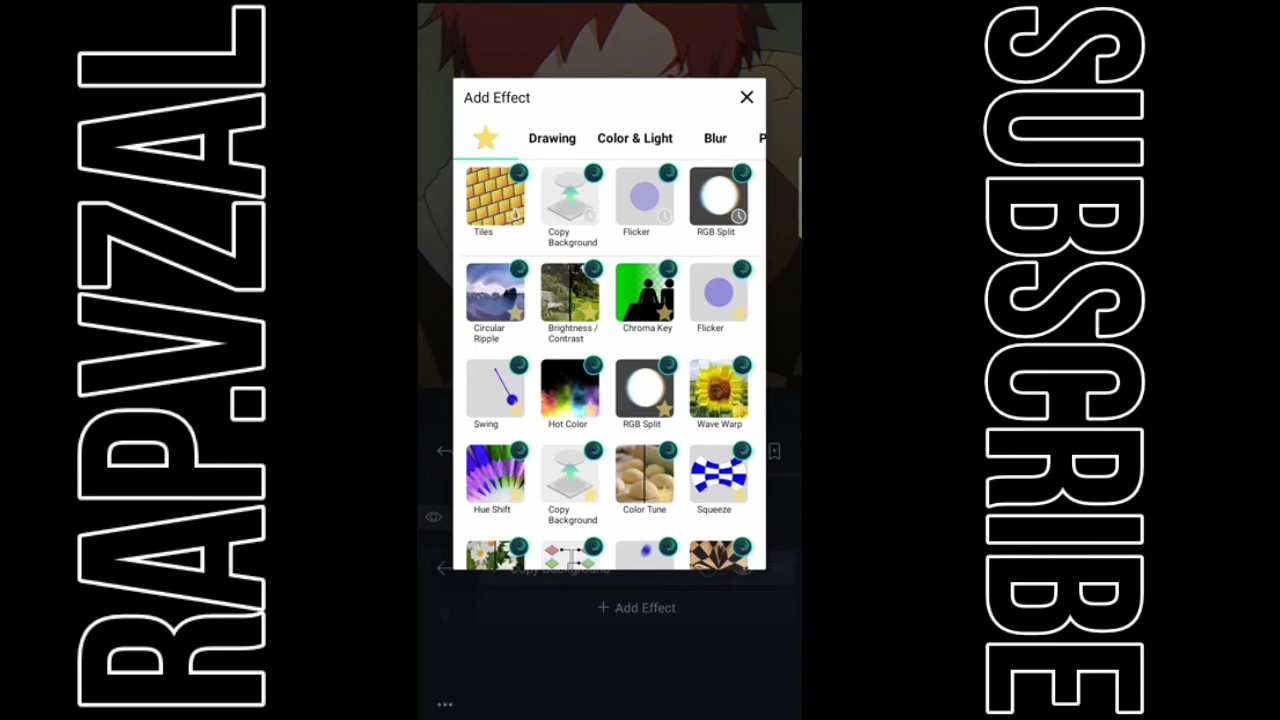 RAP.VZAL
Add Effect
Drawing
Color & Light
Blur
P
Tiles
Copy
Background
Flicker
RGB Split
Circular
Ripple
Brightness /
Contrast
Chroma Key
Flicker
Swing
Hot Color
RGB Split
Wave Warp
Hue Shift
Copy
Background
Color Tune
Squeeze
Copy Background
+ Add Effect
SUBSCRIBE